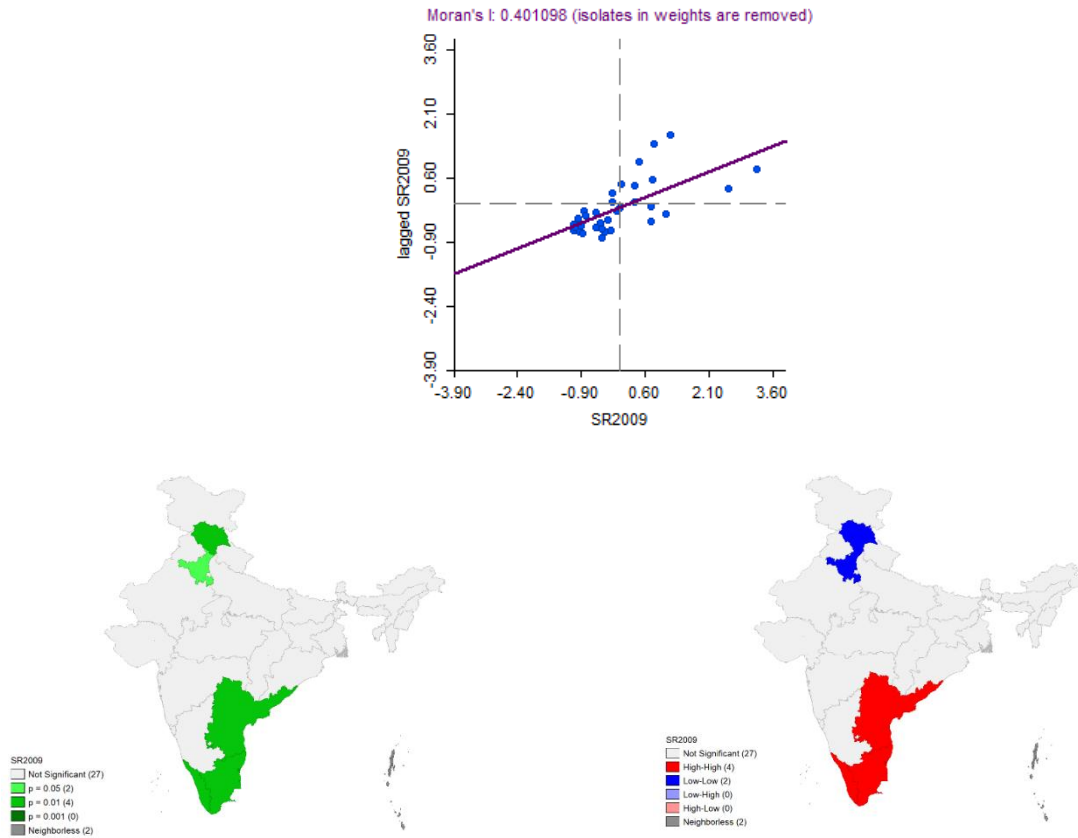 Moran's I: 0.401098 (isolates in weights are removed)
3.60
2.10
0.60
-0.90
-2.40
-3.90
lagged SR2009
-3.90 -2.40 -0.90 0.60 2.10 3.60
SR2009
SR2009
Not Significant (27)
p = 0.05 (2)
p = 0.01 (4)
p = 0.001 (0)
Neighborless (2)
SR2009
Not Significant (27)
High-High (4)
Low-Low (2)
Low-High (0)
High-Low (0)
Neighborless (2)